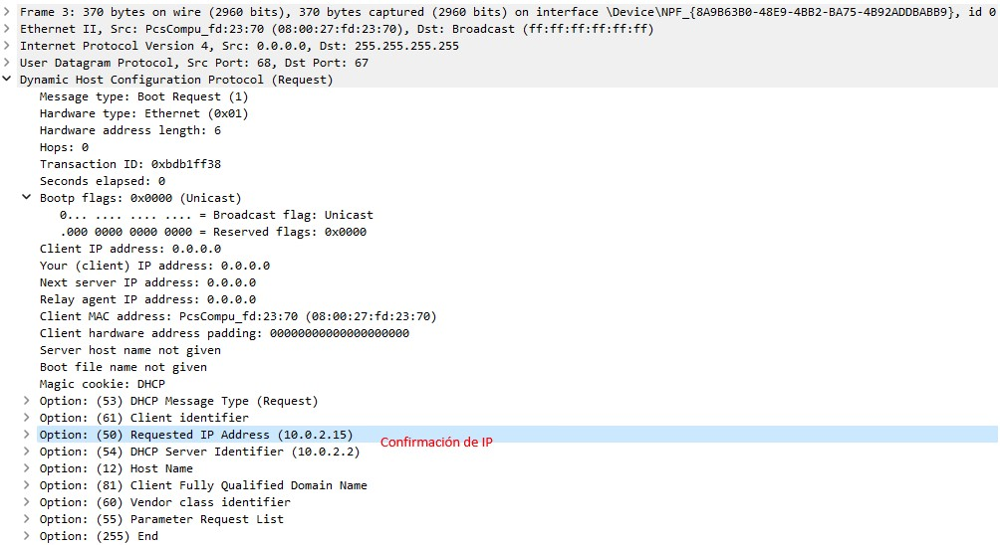 Frame 3: 370 bytes on wire (2960 bits), 370 bytes captured (2960 bits) on interface \Device\NPF_{8A9B63B0-48E9-4BB2-BA75-4B92ADDBABB9}, id 0
Ethernet II, Src: PcsCompu_fd:23:70 (08:00:27:fd:23:70), Dst: Broadcast (ff:ff:ff:ff:ff:ff)
Internet Protocol Version 4, Src: 0.0.0.0, Dst: 255.255.255.255
User Datagram Protocol, Src Port: 68, Dst Port: 67
Dynamic Host Configuration Protocol (Request)
Message type: Boot Request (1)
Hardware type: Ethernet (0x01)
Hardware address length: 6
Hops: 0
Transaction ID: 0xbdb1ff38
Seconds elapsed: 0
Bootp flags: 0x0000 (Unicast)
0... .... .... .... = Broadcast flag: Unicast
.000 0000 0000 0000 = Reserved flags: 0x0000
Client IP address: 0.0.0.0
Your (client) IP address: 0.0.0.0
Next server IP address: 0.0.0.0
Relay agent IP address: 0.0.0.0
Client MAC address: PcsCompu_fd:23:70 (08:00:27:fd:23:70)
Client hardware address padding: 00000000000000000000
Server host name not given
Boot file name not given
Magic cookie: DHCP
Option: (53) DHCP Message Type (Request)
Option: (61) Client identifier
Option: (50) Requested IP Address (10.0.2.15)
Confirmación de IP
Option: (54) DHCP Server Identifier (10.0.2.2)
Option: (12) Host Name
Option: (81) Client Fully Qualified Domain Name
Option: (60) Vendor class identifier
Option: (55) Parameter Request List
Option: (255) End